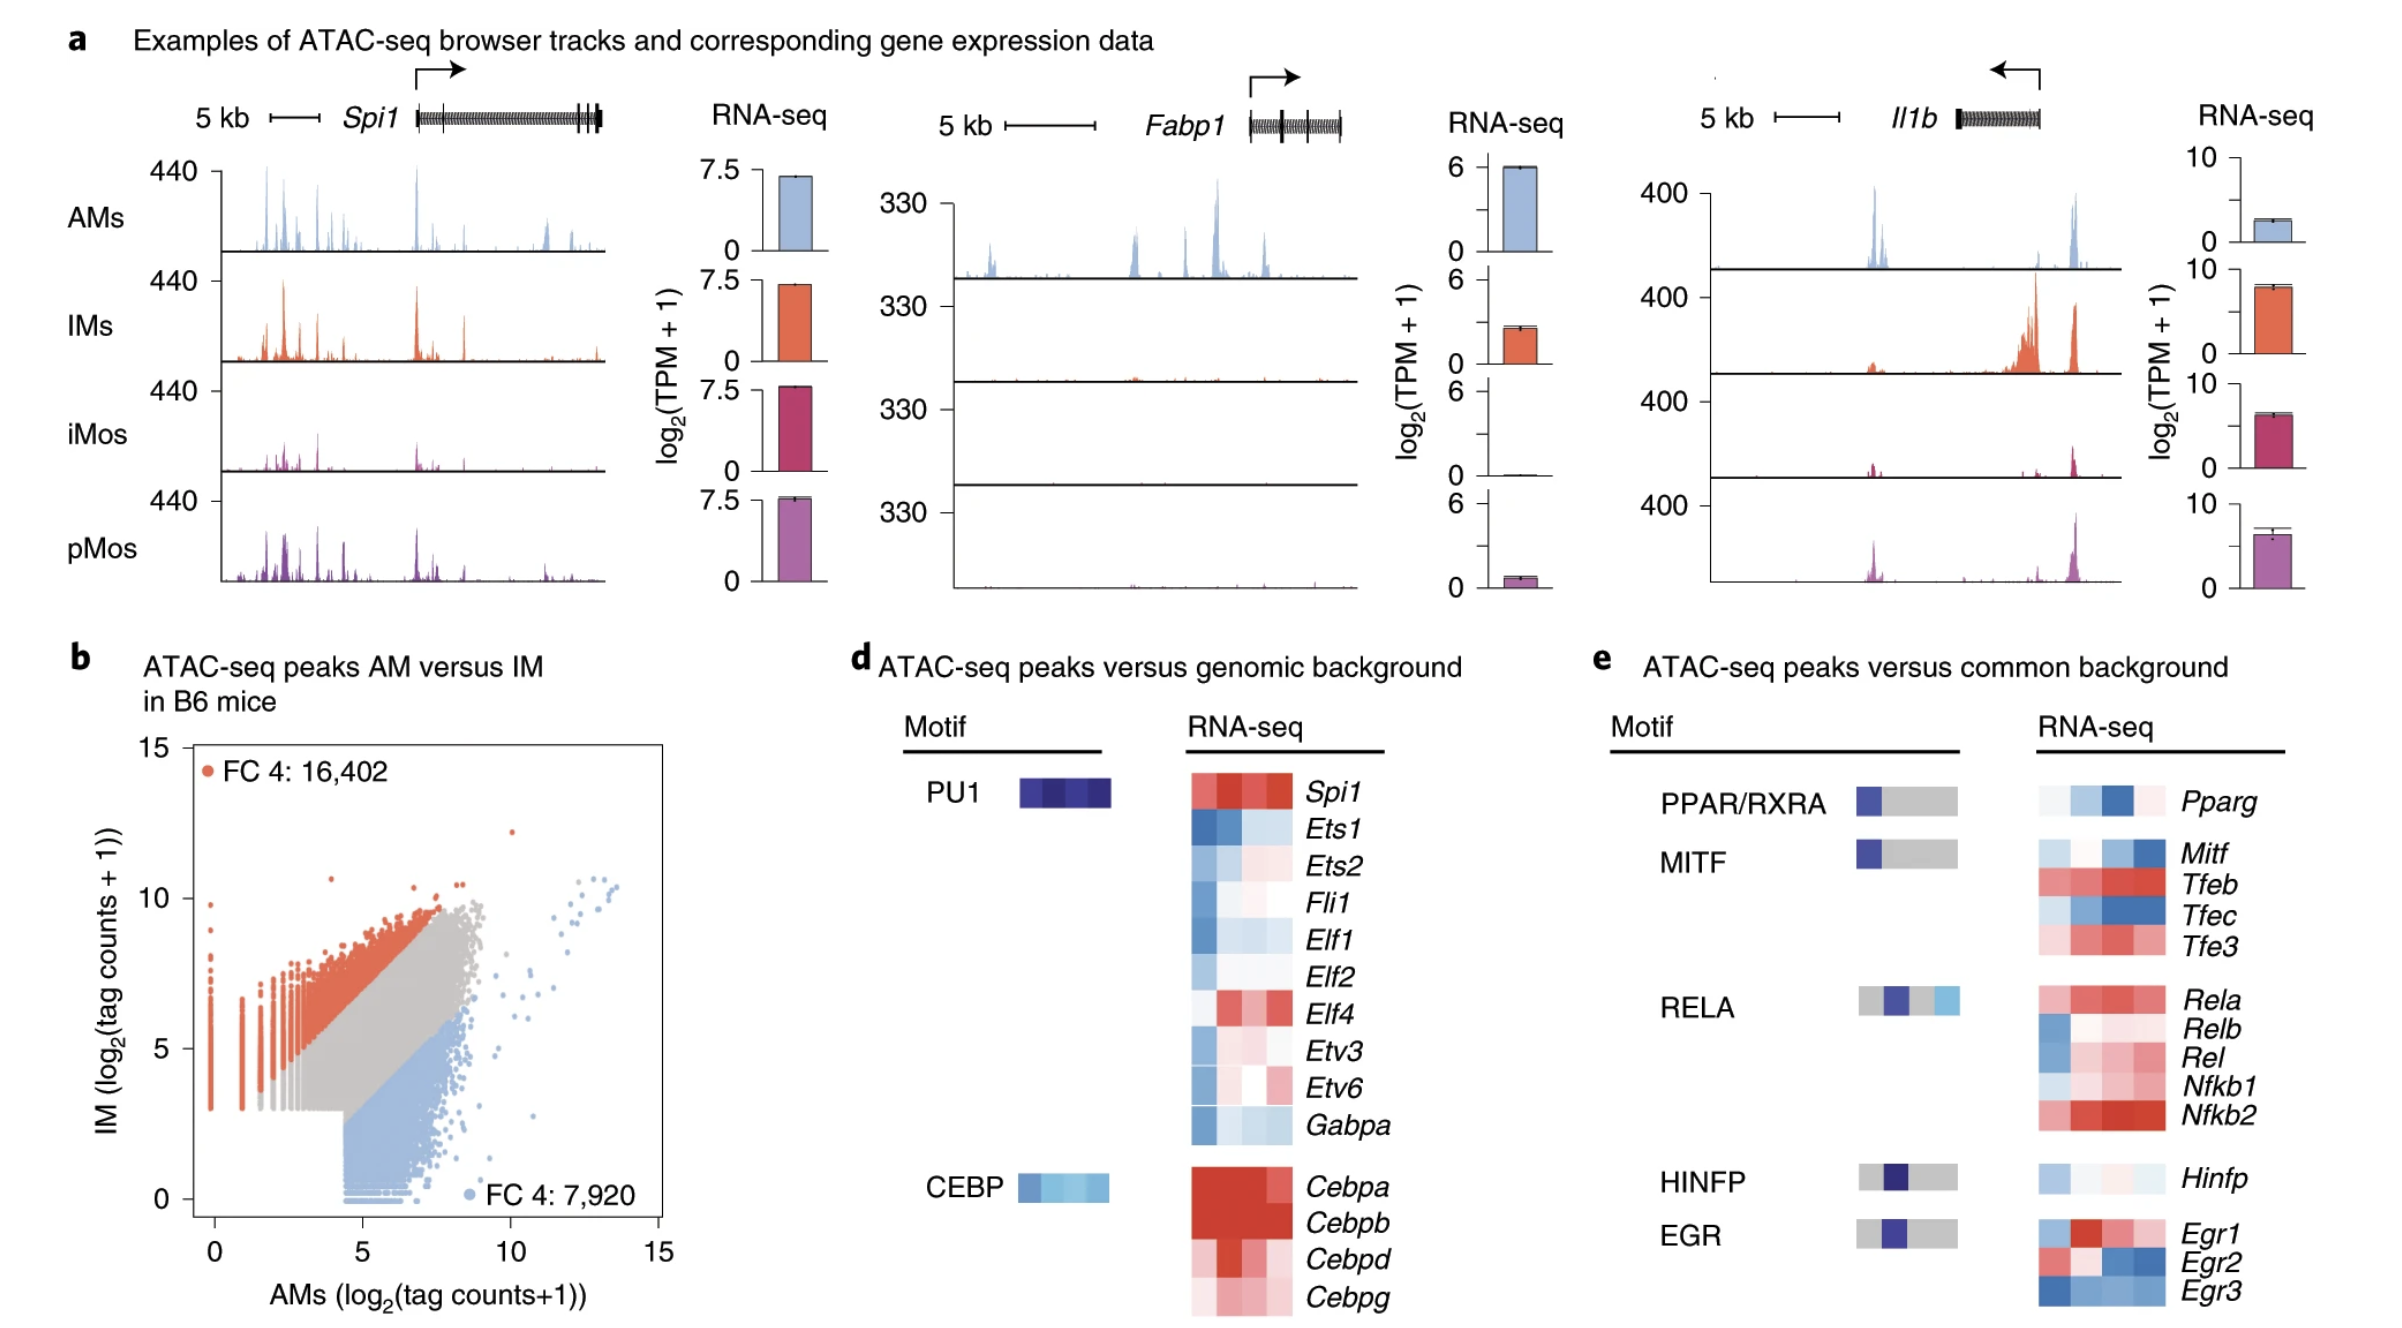 a Examples of ATAC-seq browser tracks and corresponding gene expression data
5 kb Spi1 RNA-seq
5 kb Fabp1 RNA-seq
5 kb Il1b RNA-seq
AMs
440
7.5
0
330
6
0
400
10
0
IMs
440
7.5
0
330
6
0
400
10
0
iMos
440
7.5
0
330
6
0
400
10
0
pMos
440
7.5
0
330
6
0
400
10
0
log2(TPM + 1)
log2(TPM + 1)
log2(TPM + 1)
b ATAC-seq peaks AM versus IM
in B6 mice
FC 4: 16,402
FC 4: 7,920
IM (log2(tag counts + 1))
15
10
5
0
0 5 10 15
AMs (log2(tag counts+1))
d ATAC-seq peaks versus genomic background
Motif RNA-seq
PU1 Spi1
Ets1
Ets2
Fli1
Elf1
Elf2
Elf4
Etv3
Etv6
Gabpa
CEBP Cebpa
Cebpb
Cebpd
Cebpg
e ATAC-seq peaks versus common background
Motif RNA-seq
PPAR/RXRA Pparg
MITF Mitf
Tfeb
Tfec
Tfe3
RELA Rela
Relb
Rel
Nfkb1
Nfkb2
HINFP Hinfp
EGR Egr1
Egr2
Egr3